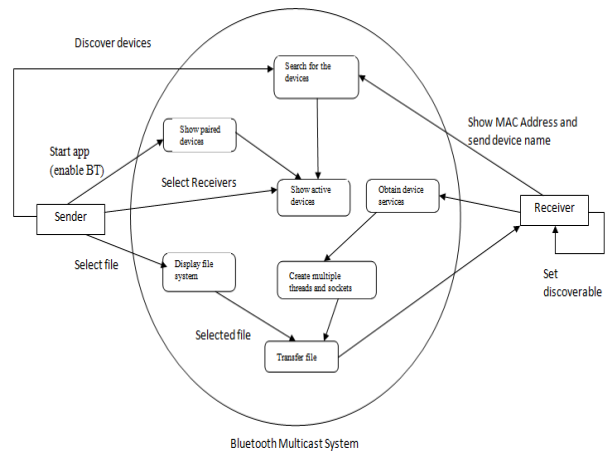 Discover devices
Search for the
devices
Show MAC Address and
send device name
Show paired
devices
Start app
(enable BT)
Select Receivers
Show active
devices
Obtain device
services
Sender
Receiver
Select file
Display file
system
Create multiple
threads and sockets
Set
discoverable
Selected file
Transfer file
Bluetooth Multicast System